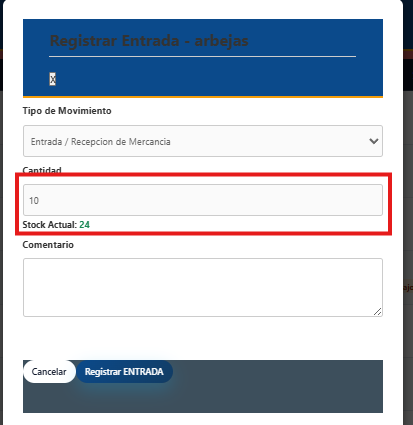 Registrar Entrada - arbejas
X
Tipo de Movimiento
Entrada / Recepcion de Mercancia
Cantidad
10
Stock Actual: 24
Comentario
Cancelar Registrar ENTRADA